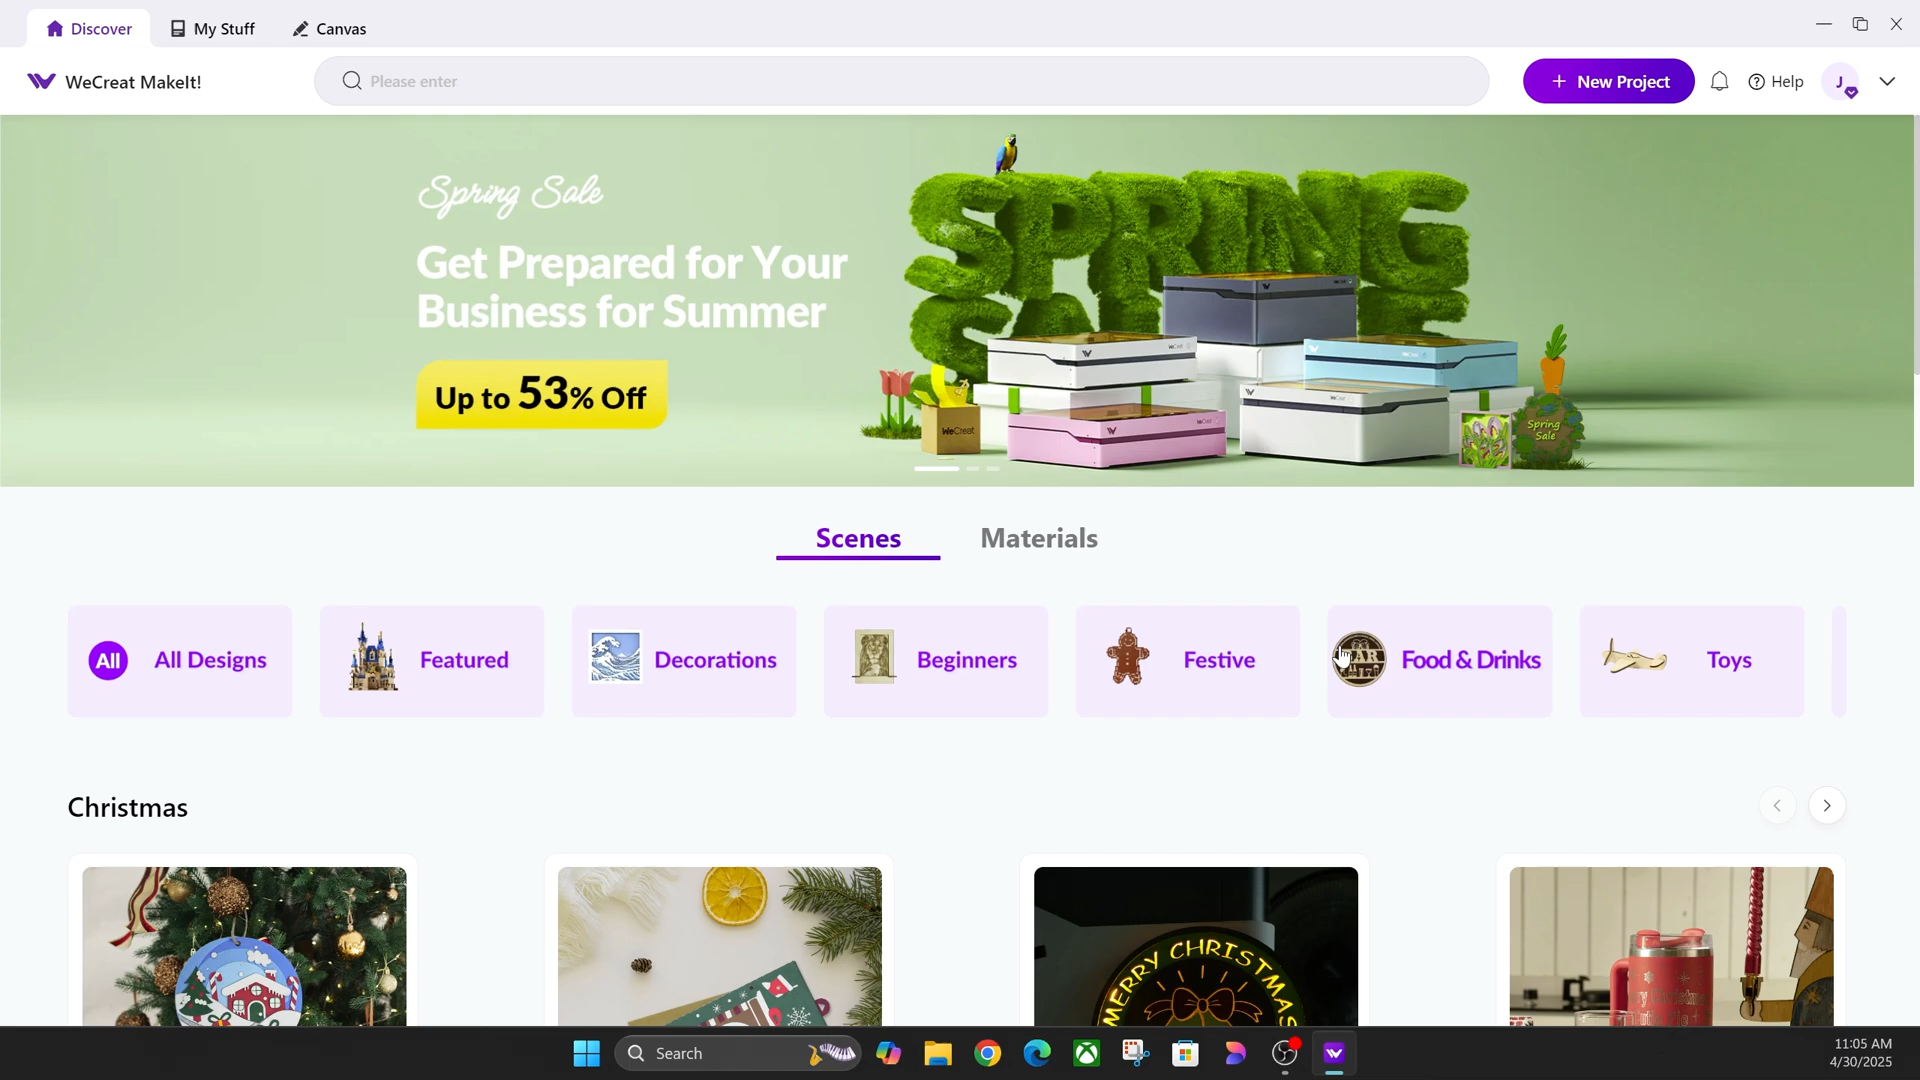 Discover
My Stuff
Canvas
WeCreat MakeIt!
Please enter
+ New Project
Help
J
Spring Sale
Get Prepared for Your
Business for Summer
Up to 53% Off
SPRING
WeCreat
Spring
Sale
Scenes
Materials
All
All Designs
Featured
Decorations
Beginners
Festive
BAR
Food & Drinks
Toys
Christmas
MERRY CHRISTMAS
Search
11:05 AM
4/30/2025